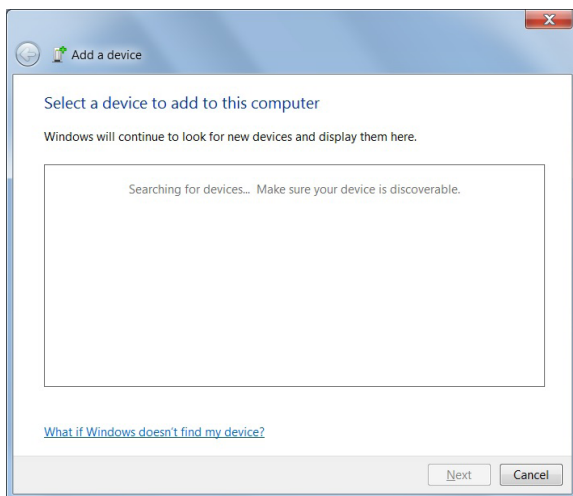 Add a device
Select a device to add to this computer
Windows will continue to look for new devices and display them here.
Searching for devices... Make sure your device is discoverable.
What if Windows doesn't find my device?
Next Cancel